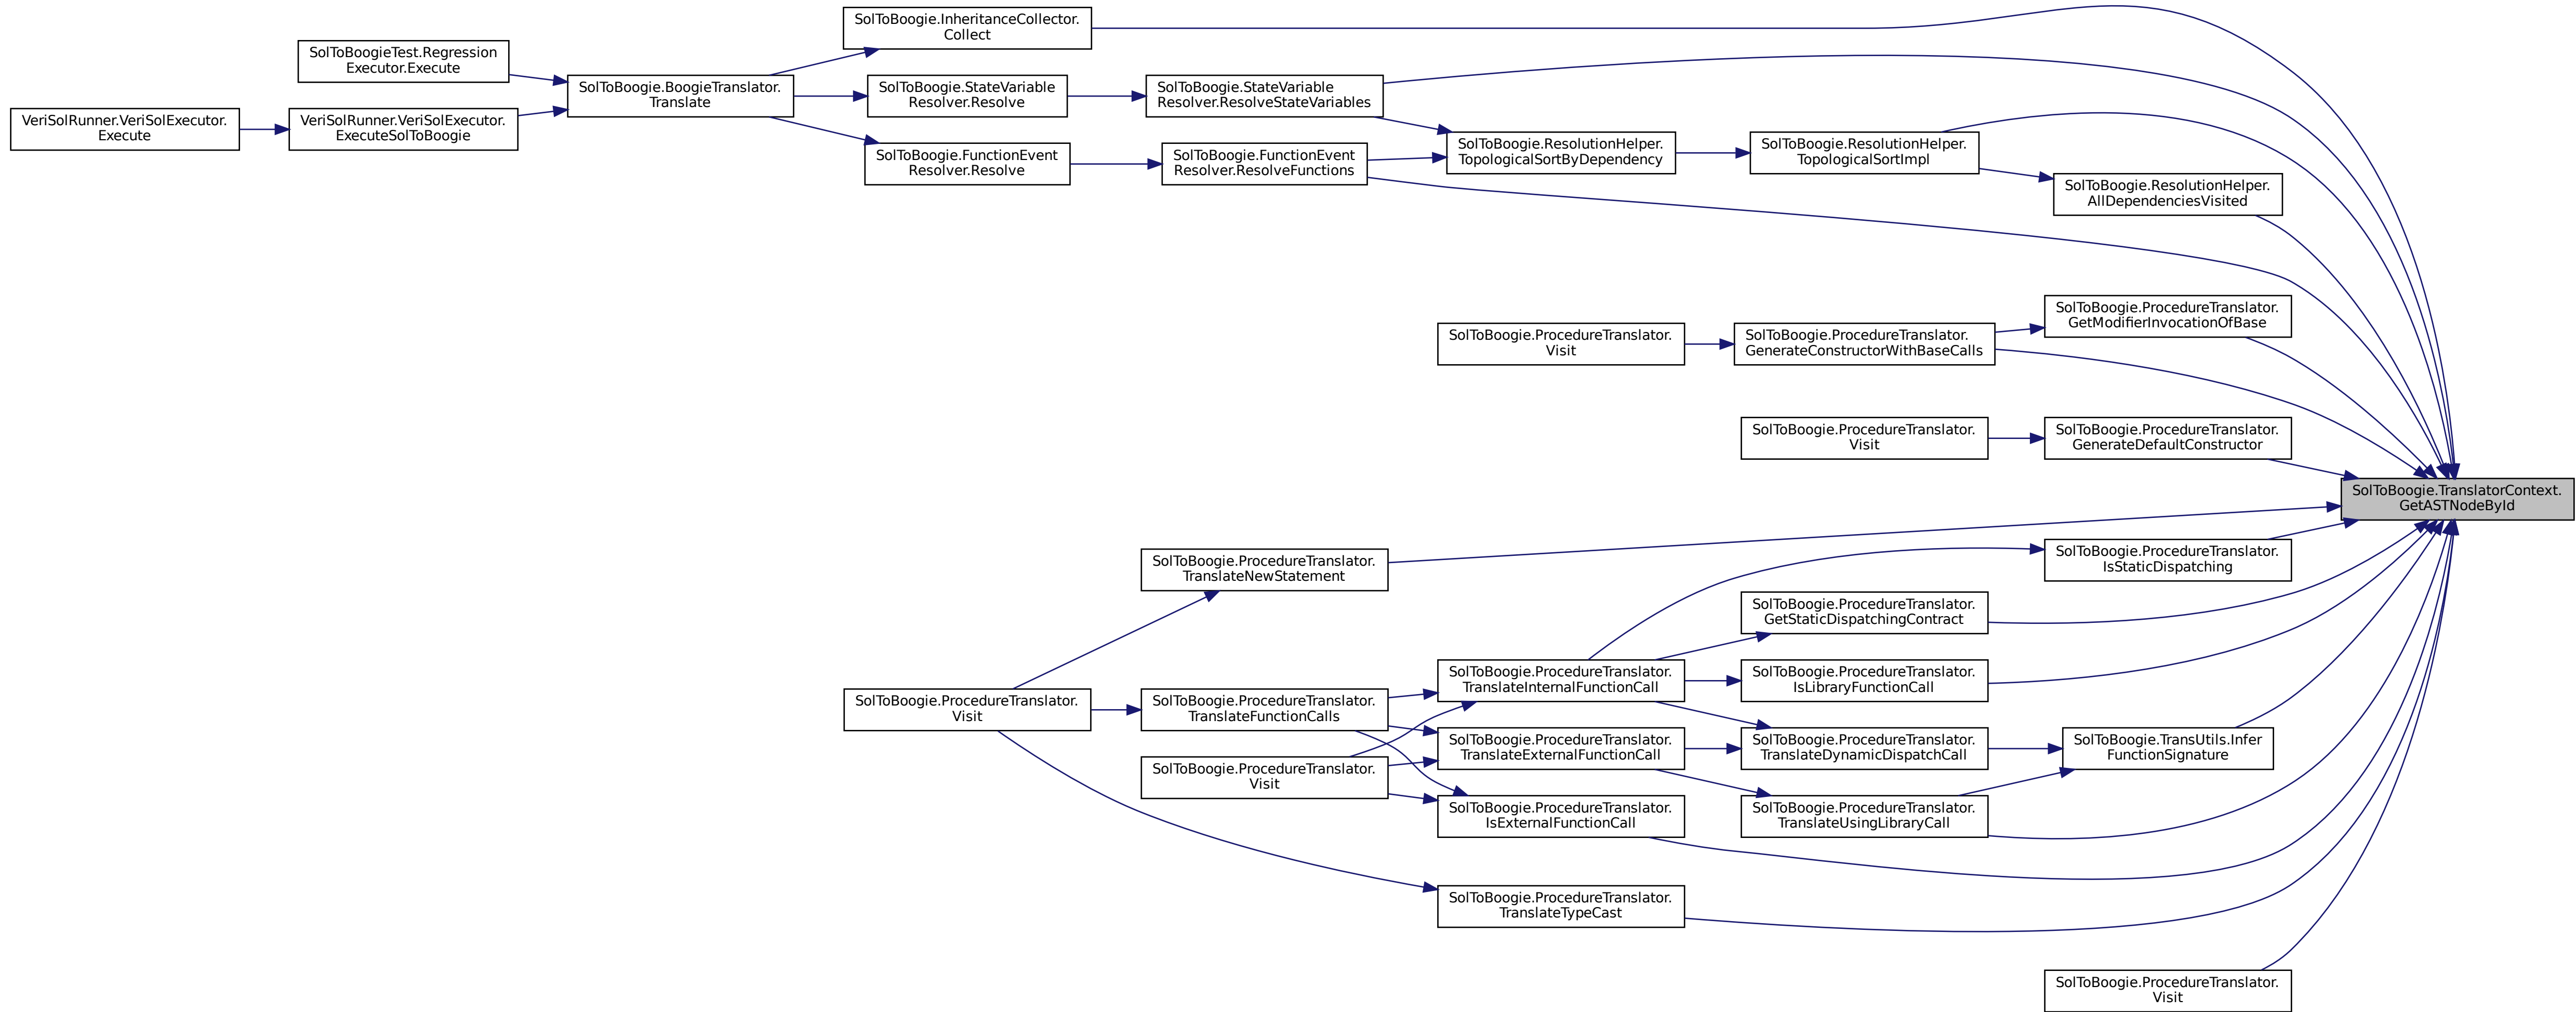 SolToBoogie.InheritanceCollector.
Collect
SolToBoogieTest.Regression
Executor.Execute
SolToBoogie.BoogieTranslator.
Translate
SolToBoogie.StateVariable
Resolver.Resolve
SolToBoogie.StateVariable
Resolver.ResolveStateVariables
VeriSolRunner.VeriSolExecutor.
Execute
VeriSolRunner.VeriSolExecutor.
ExecuteSolToBoogie
SolToBoogie.FunctionEvent
Resolver.Resolve
SolToBoogie.FunctionEvent
Resolver.ResolveFunctions
SolToBoogie.ResolutionHelper.
TopologicalSortByDependency
SolToBoogie.ResolutionHelper.
TopologicalSortImpl
SolToBoogie.ResolutionHelper.
AllDependenciesVisited
SolToBoogie.ProcedureTranslator.
GetModifierInvocationOfBase
SolToBoogie.ProcedureTranslator.
Visit
SolToBoogie.ProcedureTranslator.
GenerateConstructorWithBaseCalls
SolToBoogie.ProcedureTranslator.
Visit
SolToBoogie.ProcedureTranslator.
GenerateDefaultConstructor
SolToBoogie.TranslatorContext.
GetASTNodeById
SolToBoogie.ProcedureTranslator.
TranslateNewStatement
SolToBoogie.ProcedureTranslator.
IsStaticDispatching
SolToBoogie.ProcedureTranslator.
GetStaticDispatchingContract
SolToBoogie.ProcedureTranslator.
TranslateInternalFunctionCall
SolToBoogie.ProcedureTranslator.
IsLibraryFunctionCall
SolToBoogie.ProcedureTranslator.
Visit
SolToBoogie.ProcedureTranslator.
TranslateFunctionCalls
SolToBoogie.ProcedureTranslator.
TranslateExternalFunctionCall
SolToBoogie.ProcedureTranslator.
TranslateDynamicDispatchCall
SolToBoogie.TransUtils.Infer
FunctionSignature
SolToBoogie.ProcedureTranslator.
Visit
SolToBoogie.ProcedureTranslator.
IsExternalFunctionCall
SolToBoogie.ProcedureTranslator.
TranslateUsingLibraryCall
SolToBoogie.ProcedureTranslator.
TranslateTypeCast
SolToBoogie.ProcedureTranslator.
Visit